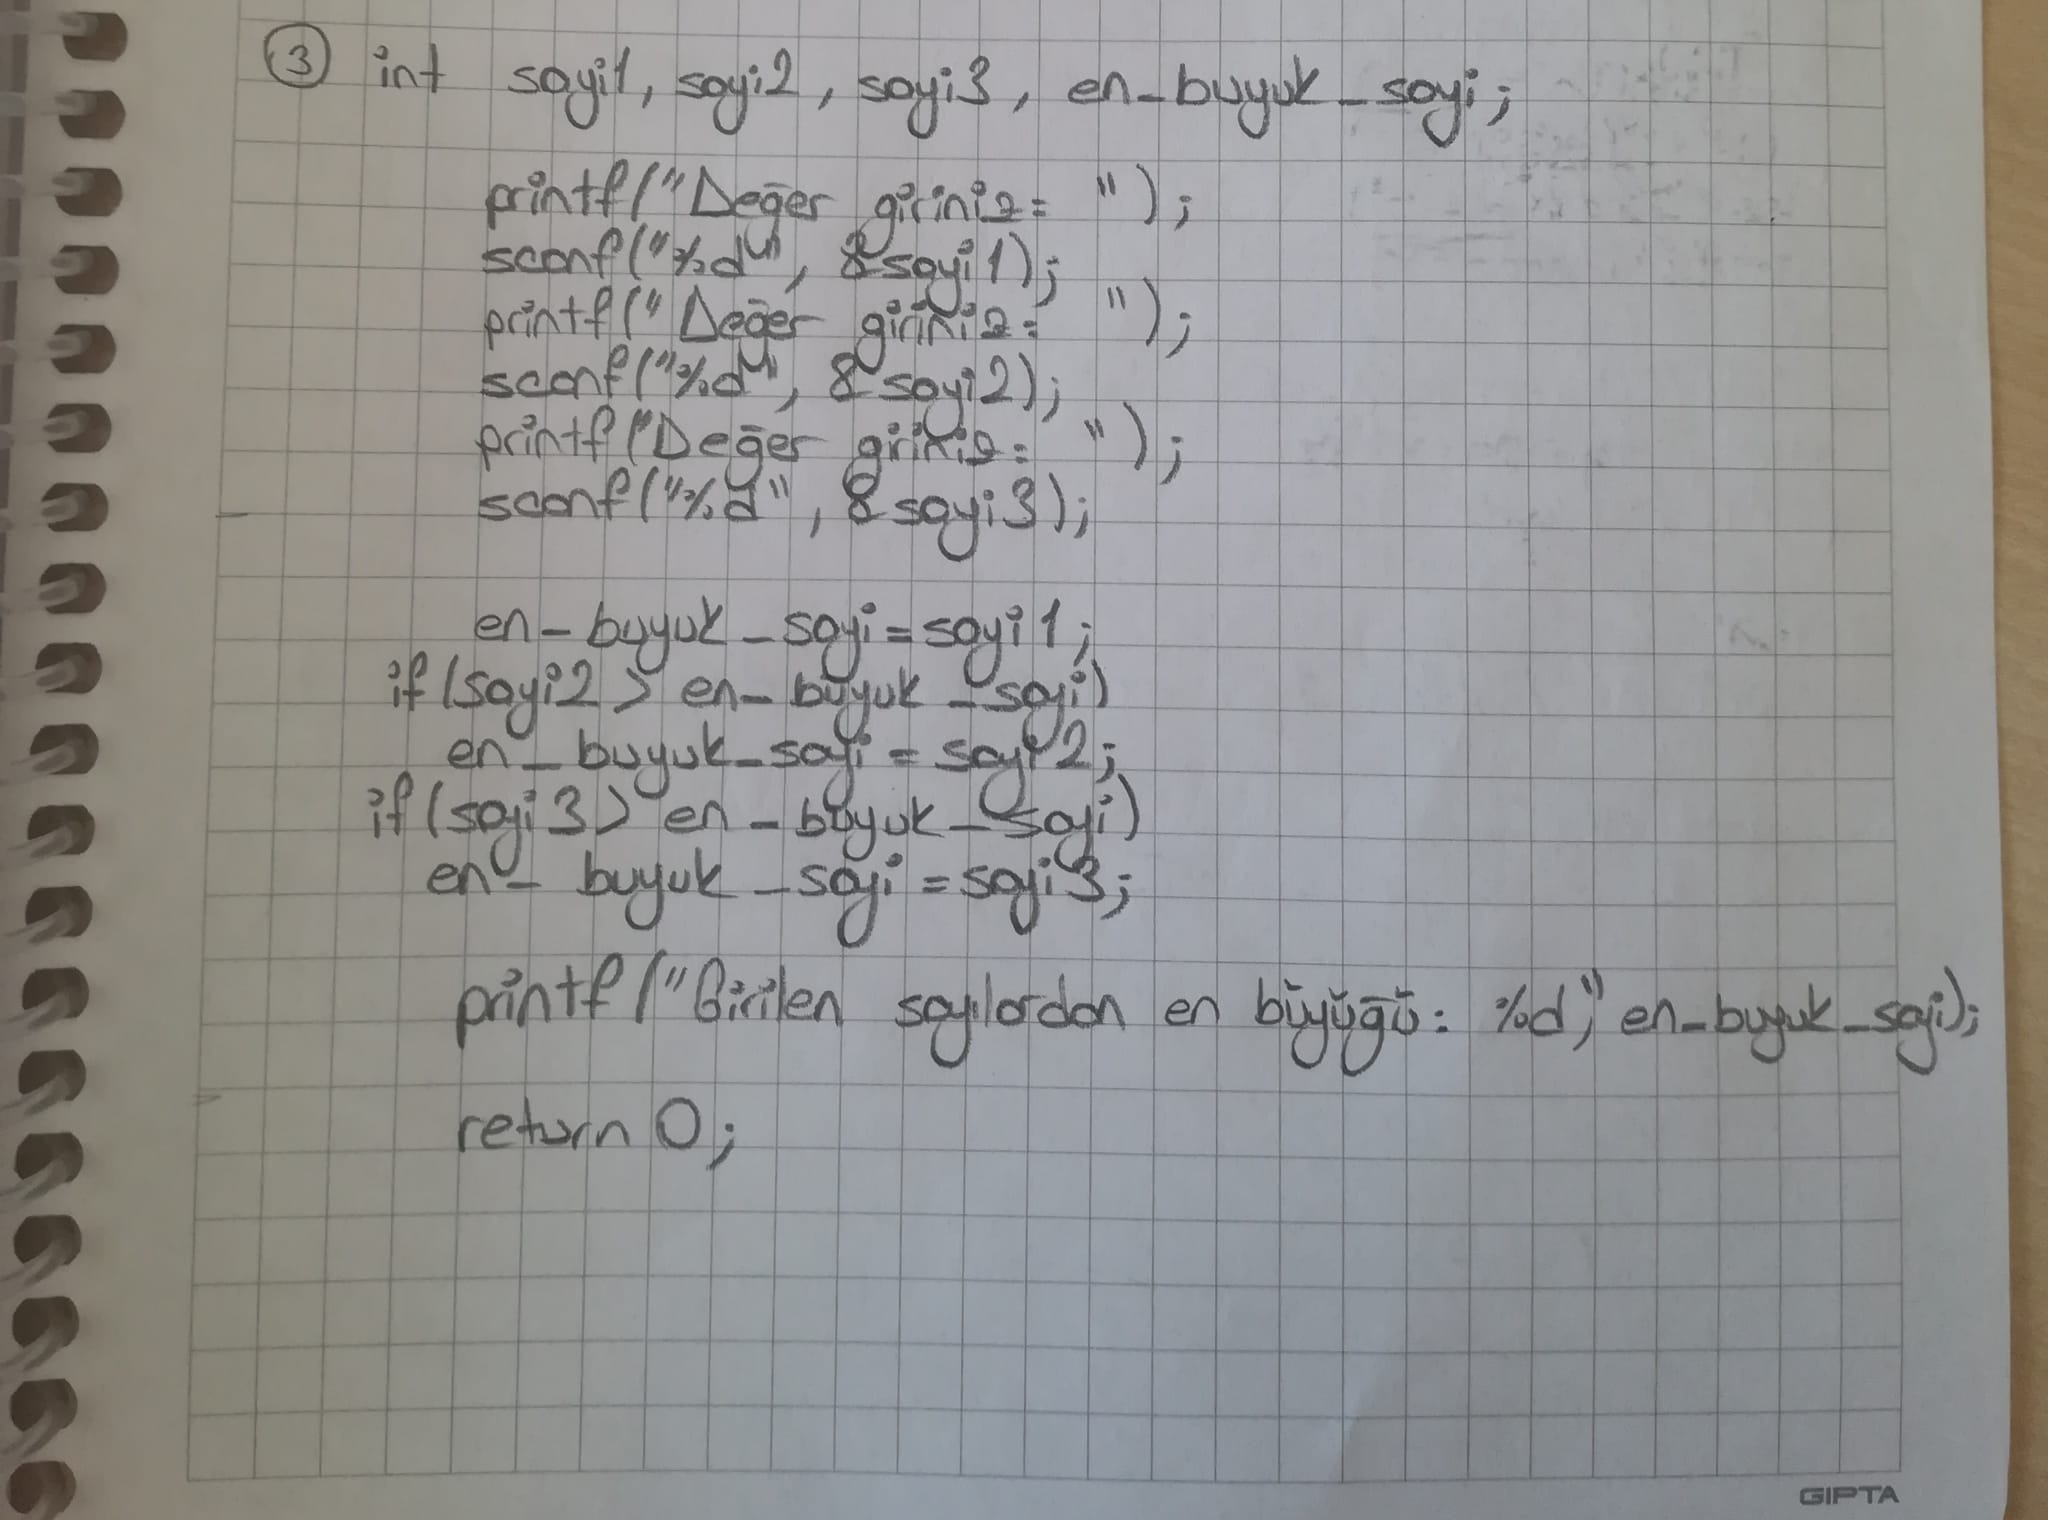 ③ int sayi1, sayi2, sayi3, en_buyuk_sayi;
printf("Değer giriniz= ");
scanf("%d", &sayi1);
printf("Değer giriniz= ");
scanf("%d", &sayi2);
printf("Değer giriniz= ");
scanf("%d", &sayi3);
en_buyuk_sayi=sayi1;
if(sayi2> en_buyuk_sayi)
en_buyuk_sayi = sayi2;
if(sayi3> en_buyuk_sayi)
en_buyuk_sayi = sayi3;
printf("Girilen sayılardan en büyüğü: %d," en_buyuk_sayi);
return 0;
GIPTA